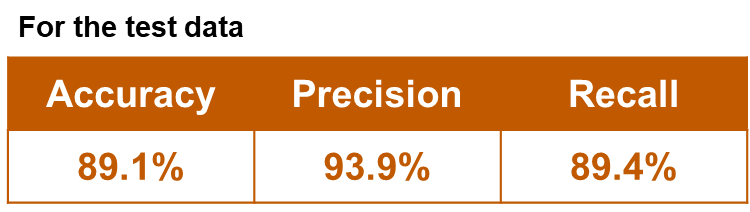 For the test data
Accuracy Precision Recall
89.1% 93.9% 89.4%